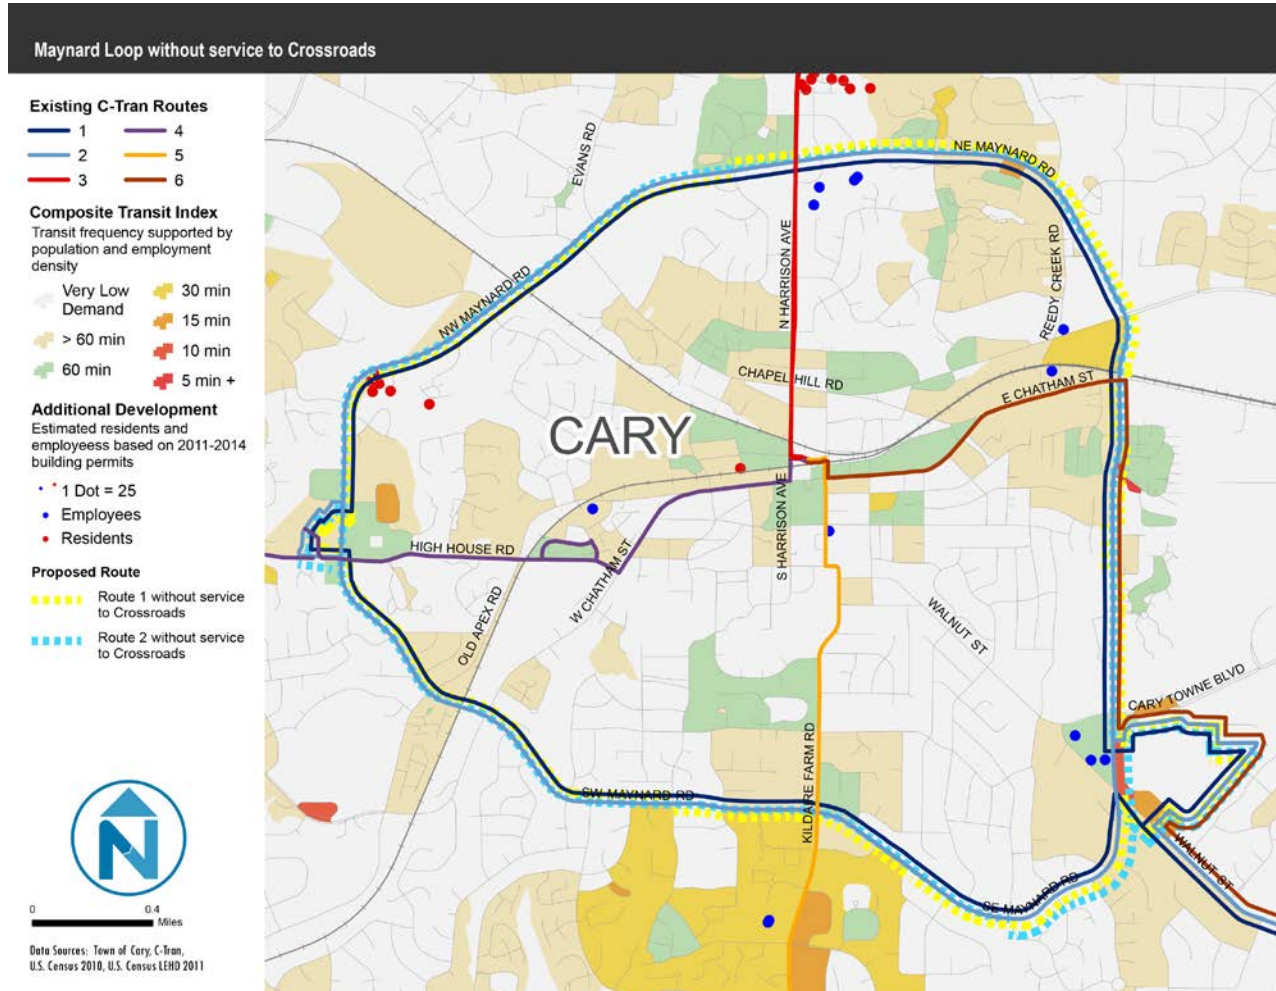 Maynard Loop without service to Crossroads
Existing C-Tran Routes
1
4
2
5
3
6
Composite Transit Index
Transit frequency supported by
population and employment
density
Very Low
Demand
30 min
15 min
> 60 min
10 min
60 min
5 min +
Additional Development
Estimated residents and
employeess based on 2011-2014
building permits
1 Dot = 25
Employees
Residents
Proposed Route
Route 1 without service
to Crossroads
Route 2 without service
to Crossroads
N
0
0.4
Miles
Data Sources: Town of Cary, C-Tran,
U.S. Census 2010, U.S. Census LEHD 2011
EVANS RD
NE MAYNARD RD
N HARRISON AVE
REEDY CREEK RD
NW MAYNARD RD
CHAPEL HILL RD
E CHATHAM ST
CARY
S HARRISON AVE
HIGH HOUSE RD
W CHATHAM ST
OLD APEX RD
WALNUT ST
CARY TOWNE BLVD
KILDAIRE FARM RD
SW MAYNARD RD
WALNUT ST
SE MAYNARD RD